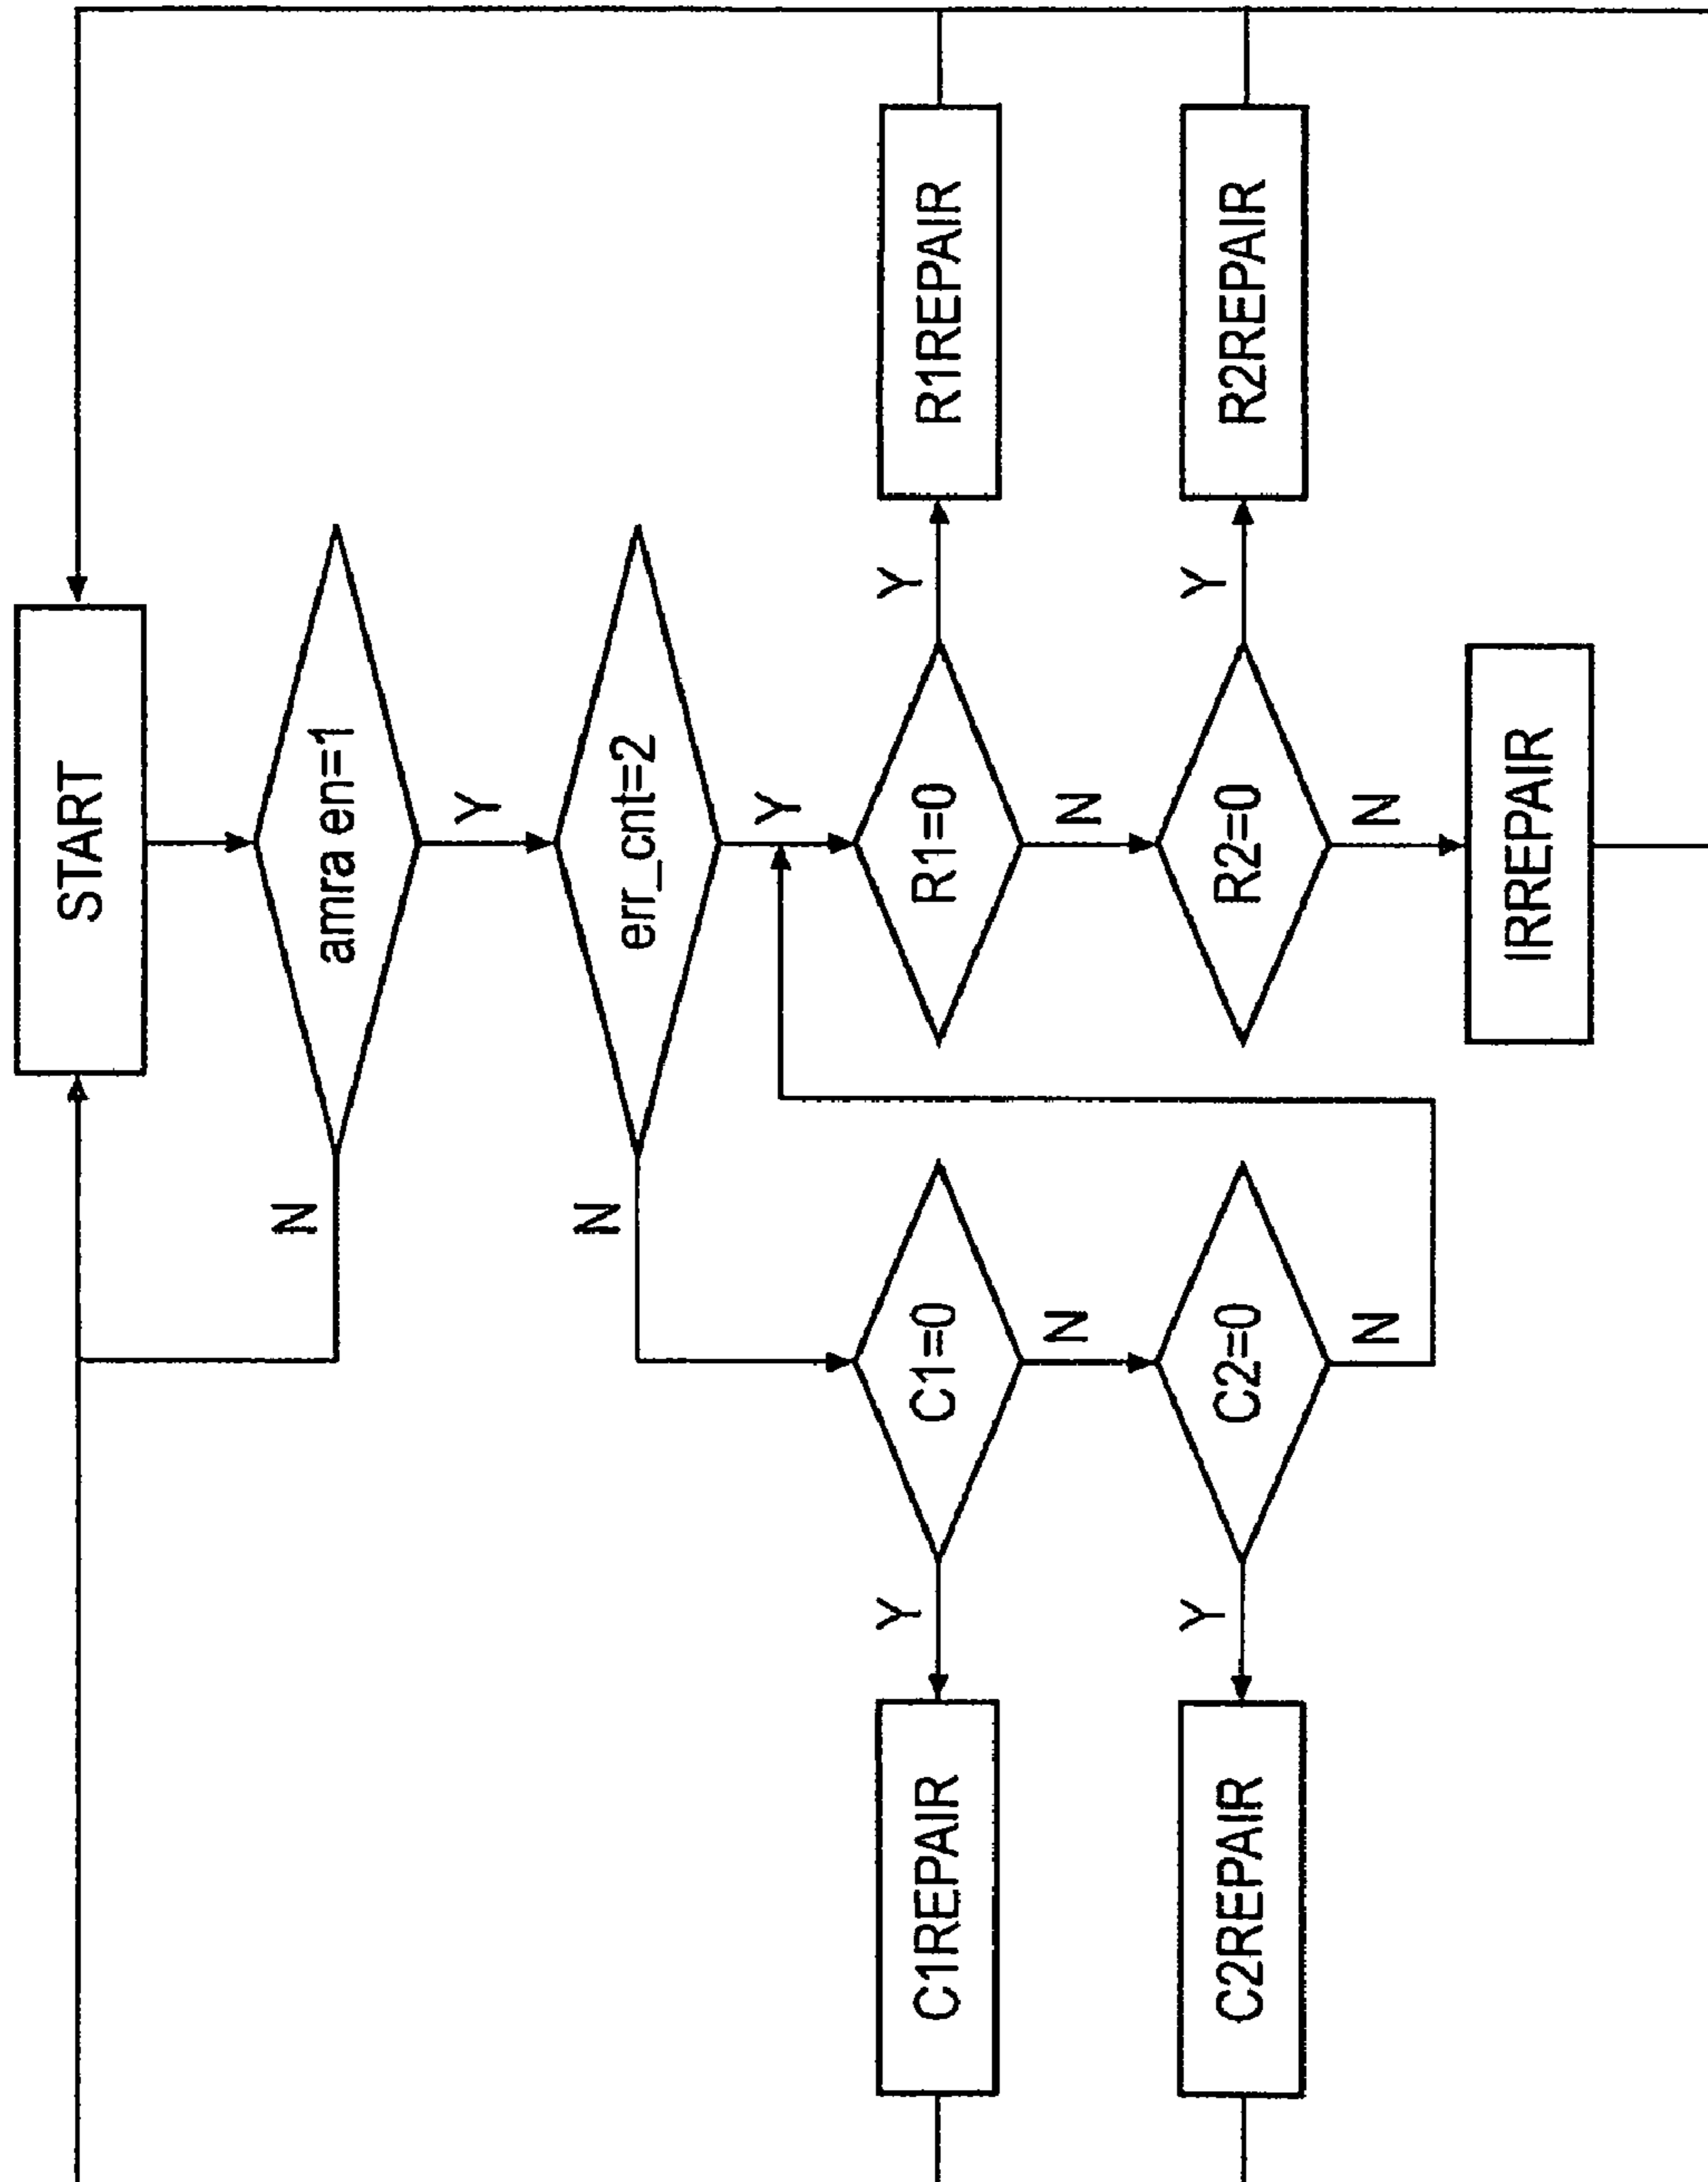 START
amra en=1
N
Y
err_cnt=2
N
Y
C1REPAIR
Y
C1=0
R1=0
Y
R1REPAIR
N
N
C2REPAIR
Y
C2=0
R2=0
Y
R2REPAIR
N
N
IRREPAIR